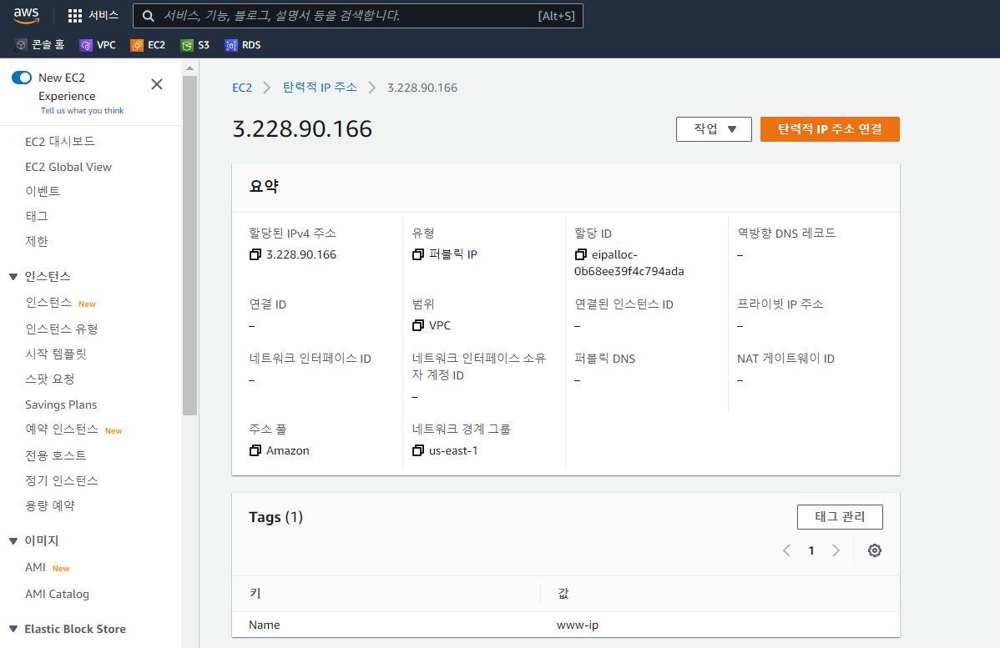 aws
서비스
서비스, 기능, 블로그, 설명서 등을 검색합니다.
[Alt+S]
콘솔 홈
VPC
EC2
S3
RDS
New EC2
Experience
Tell us what you think
EC2 대시보드
EC2 Global View
이벤트
태그
제한
인스턴스
인스턴스 New
인스턴스 유형
시작 템플릿
스팟 요청
Savings Plans
예약 인스턴스 New
전용 호스트
정기 인스턴스
용량 예약
이미지
AMI New
AMI Catalog
Elastic Block Store
EC2
탄력적 IP 주소
3.228.90.166
3.228.90.166
작업
탄력적 IP 주소 연결
요약
할당된 IPv4 주소
3.228.90.166
유형
퍼블릭 IP
할당 ID
eipalloc-
0b68ee39f4c794ada
역방향 DNS 레코드
–
연결 ID
–
범위
VPC
연결된 인스턴스 ID
–
프라이빗 IP 주소
–
네트워크 인터페이스 ID
–
네트워크 인터페이스 소유
자 계정 ID
–
퍼블릭 DNS
–
NAT 게이트웨이 ID
–
주소 풀
Amazon
네트워크 경계 그룹
us-east-1
Tags (1)
태그 관리
1
키
값
Name
www-ip